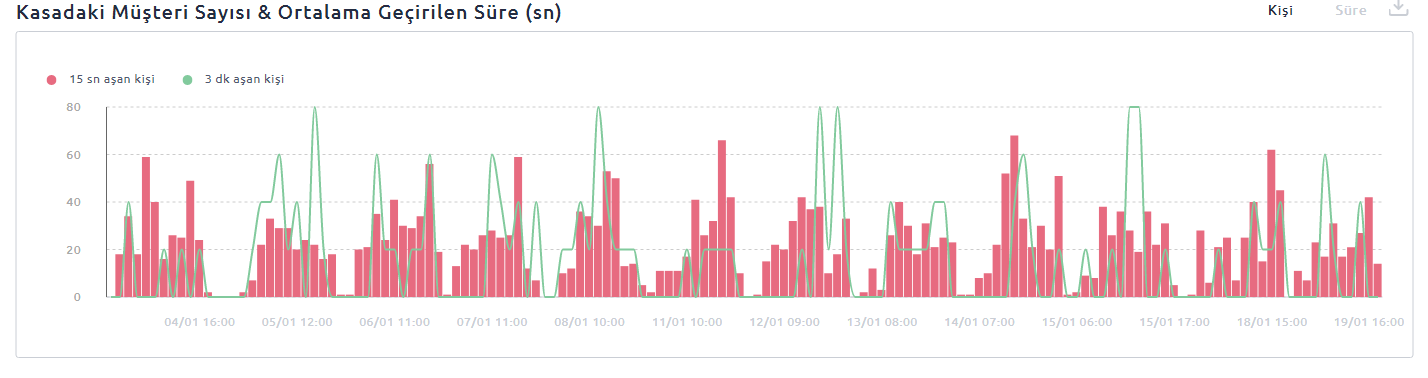 Kasadaki Müşteri Sayısı & Ortalama Geçirilen Süre (sn)
Kişi Süre
15 sn aşan kişi 3 dk aşan kişi
80
60
40
20
0
04/01 16:00 05/01 12:00 06/01 11:00 07/01 11:00 08/01 10:00 11/01 10:00 12/01 09:00 13/01 08:00 14/01 07:00 15/01 06:00 15/01 17:00 18/01 15:00 19/01 16:00